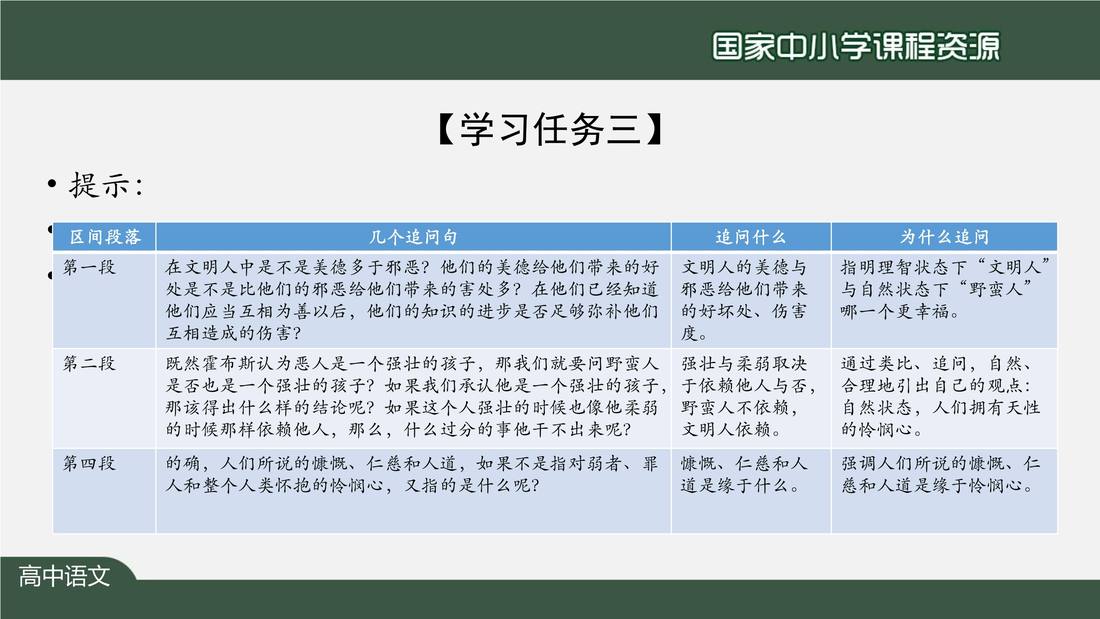 国家中小学课程资源
【学习任务三】
• 提示：
区间段落 几个追问句 追问什么 为什么追问
第一段
在文明人中是不是美德多于邪恶？他们的美德给他们带来的好
处是不是比他们的邪恶给他们带来的害处多？在他们已经知道
他们应当互相为善以后，他们的知识的进步是否足够弥补他们
互相造成的伤害？
文明人的美德与
邪恶给他们带来
的好坏处、伤害
度。
指明理智状态下“文明人”
与自然状态下“野蛮人”
哪一个更幸福。
第二段
既然霍布斯认为恶人是一个强壮的孩子，那我们就要问野蛮人
是否也是一个强壮的孩子？如果我们承认他是一个强壮的孩子，
那该得出什么样的结论呢？如果这个人强壮的时候也像他柔弱
的时候那样依赖他人，那么，什么过分的事他干不出来呢？
强壮与柔弱取决
于依赖他人与否，
野蛮人不依赖，
文明人依赖。
通过类比、追问，自然、
合理地引出自己的观点：
自然状态，人们拥有天性
的怜悯心。
第四段
的确，人们所说的慷慨、仁慈和人道，如果不是指对弱者、罪
人和整个人类怀抱的怜悯心，又指的是什么呢？
慷慨、仁慈和人
道是缘于什么。
强调人们所说的慷慨、仁
慈和人道是缘于怜悯心。
高中语文